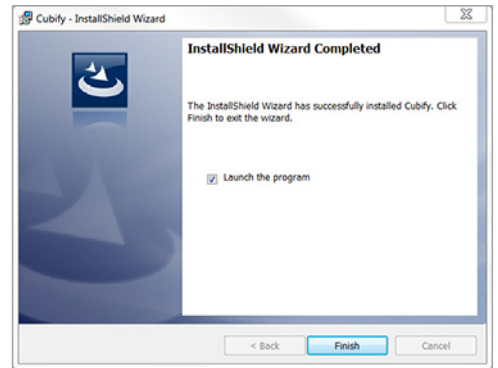 Cubify - InstallShield Wizard
InstallShield Wizard Completed
The InstallShield Wizard has successfully installed Cubify. Click
Finish to exit the wizard.
Launch the program
< Back
Finish
Cancel